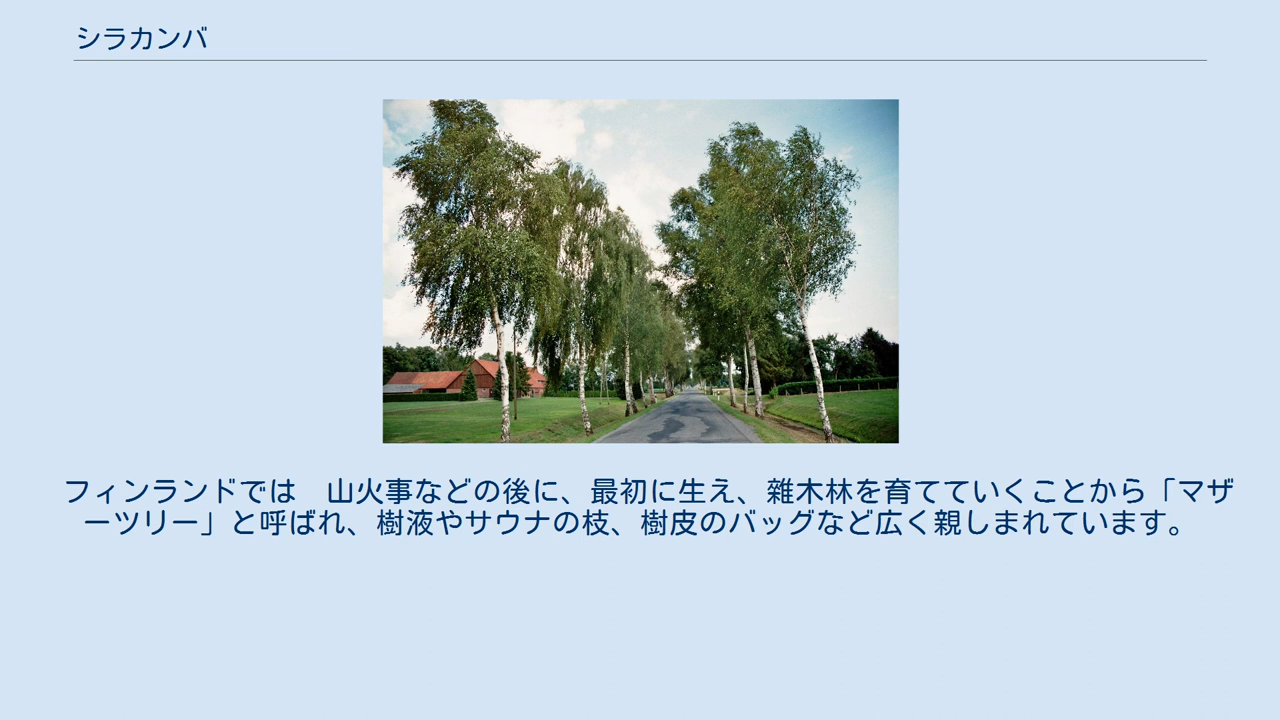 シラカンバ
フィンランドでは　山火事などの後に、最初に生え、雑木林を育てていくことから「マザ
ーツリー」と呼ばれ、樹液やサウナの枝、樹皮のバッグなど広く親しまれています。